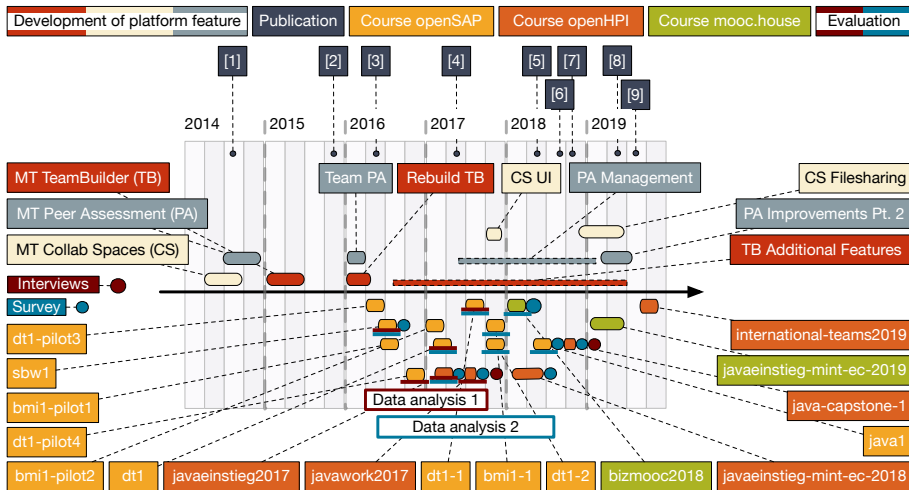 Development of platform feature
Publication
Course openSAP
Course openHPI
Course mooc.house
Evaluation
[1]
[2]
[3]
[4]
[5]
[6]
[7]
[8]
[9]
2014
2015
2016
2017
2018
2019
MT TeamBuilder (TB)
Team PA
Rebuild TB
CS UI
PA Management
CS Filesharing
MT Peer Assessment (PA)
PA Improvements Pt. 2
MT Collab Spaces (CS)
TB Additional Features
Interviews
Survey
dt1-pilot3
international-teams2019
sbw1
javaeinstieg-mint-ec-2019
bmi1-pilot1
Data analysis 1
java-capstone-1
dt1-pilot4
Data analysis 2
java1
bmi1-pilot2
dt1
javaeinstieg2017
javawork2017
dt1-1
bmi1-1
dt1-2
bizmooc2018
javaeinstieg-mint-ec-2018